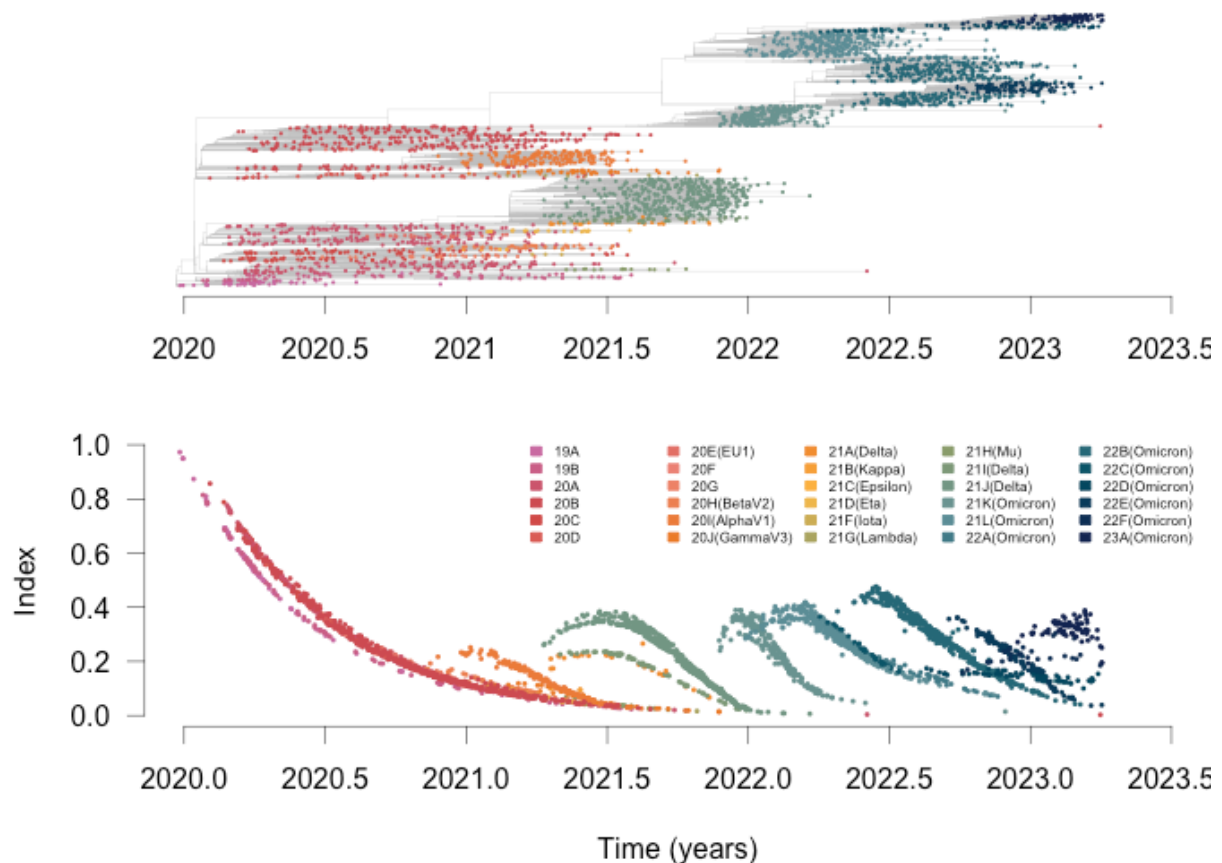 2020 2020.5 2021 2021.5 2022 2022.5 2023 2023.5
1.0
0.8
0.6
0.4
0.2
0.0
Index
19A 20E(EU1) 21A(Delta) 21H(Mu) 22B(Omicron)
19B 20F 21B(Kappa) 21I(Delta) 22C(Omicron)
20A 20G 21C(Epsilon) 21J(Delta) 22D(Omicron)
20B 20H(BetaV2) 21D(Eta) 21K(Omicron) 22E(Omicron)
20C 20I(AlphaV1) 21F(Iota) 21L(Omicron) 22F(Omicron)
20D 20J(GammaV3) 21G(Lambda) 22A(Omicron) 23A(Omicron)
2020.0 2020.5 2021.0 2021.5 2022.0 2022.5 2023.0 2023.5
Time (years)